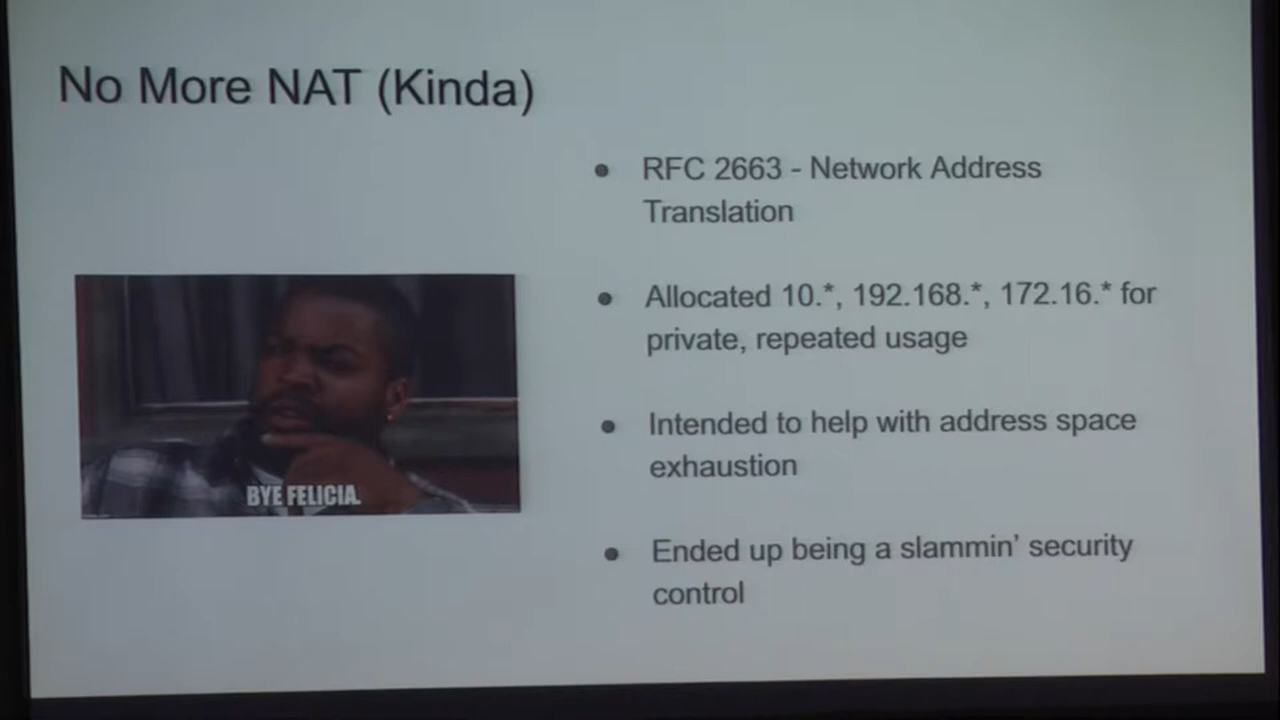 No More NAT (Kinda)
● RFC 2663 - Network Address
Translation
● Allocated 10.*, 192.168.*, 172.16.* for
private, repeated usage
● Intended to help with address space
exhaustion
● Ended up being a slammin’ security
control
BYE FELICIA.